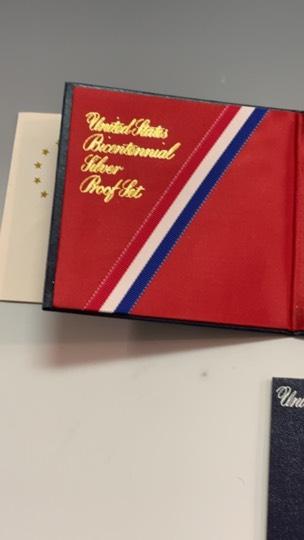 United States
Bicentennial
Silver
Proof Set